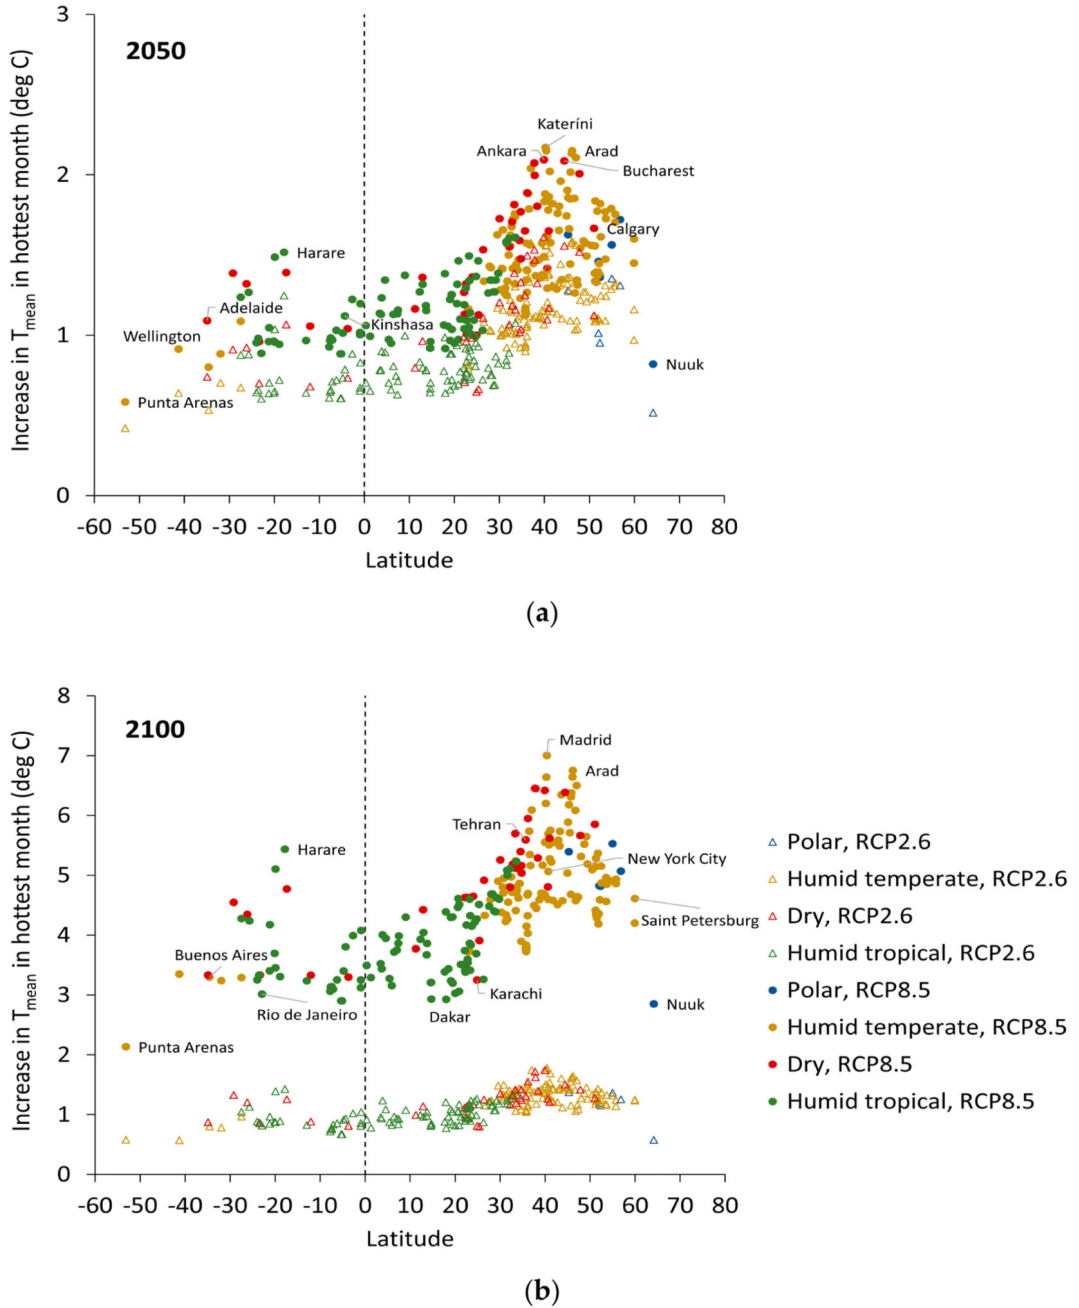 3
2050
Kateríni
Ankara
Arad
Bucharest
2
Calgary
Harare
Adelaide
Kinshasa
Wellington
1
Nuuk
Punta Arenas
0
Increase in Tmean in hottest month (deg C)
-60 -50 -40 -30 -20 -10 0 10 20 30 40 50 60 70 80
Latitude
(a)
8
2100
Madrid
7
Arad
6
Tehran
Harare
New York City
5
Saint Petersburg
4
Buenos Aires
Karachi
3
Rio de Janeiro
Dakar
Nuuk
Punta Arenas
2
1
0
Increase in Tmean in hottest month (deg C)
-60 -50 -40 -30 -20 -10 0 10 20 30 40 50 60 70 80
Latitude
Polar, RCP2.6
Humid temperate, RCP2.6
Dry, RCP2.6
Humid tropical, RCP2.6
Polar, RCP8.5
Humid temperate, RCP8.5
Dry, RCP8.5
Humid tropical, RCP8.5
(b)